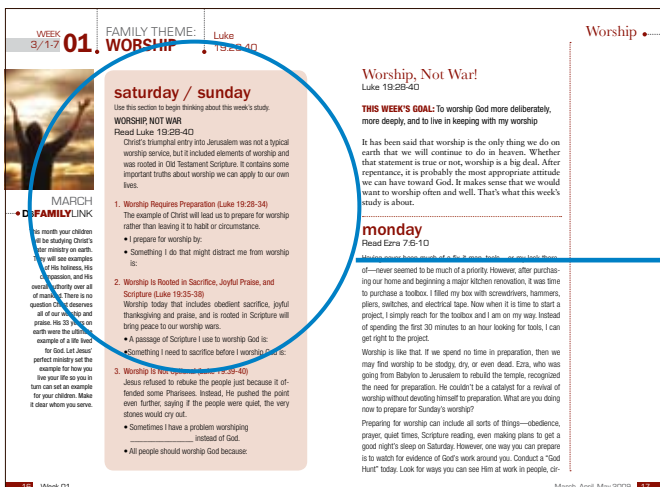 WEEK
3/1-7
01.
FAMILY THEME:
WORSHIP
Luke
19:28-40
Worship
saturday / sunday
Use this section to begin thinking about this week's study.
WORSHIP, NOT WAR
Read Luke 19:28-40
Christ's triumphal entry into Jerusalem was not a typical
worship service, but it included elements of worship and
was rooted in Old Testament Scripture. It contains some
important truths about worship we can apply to our own
lives.
1. Worship Requires Preparation (Luke 19:28-34)
The example of Christ will lead us to prepare for worship
rather than leaving it to habit or circumstance.
• I prepare for worship by:
• Something I do that might distract me from worship
is:
2. Worship Is Rooted in Sacrifice, Joyful Praise, and
Scripture (Luke 19:35-38)
Worship today that includes obedient sacrifice, joyful
thanksgiving and praise, and is rooted in Scripture will
bring peace to our worship wars.
• A passage of Scripture I use to worship God is:
• Something I need to sacrifice before I worship God is:
3. Worship Is Not Optional (Luke 19:39-40)
Jesus refused to rebuke the people just because it of-
fended some Pharisees. Instead, He pushed the point
even further, saying if the people were quiet, the very
stones would cry out.
• Sometimes I have a problem worshiping
________________ instead of God.
• All people should worship God because:
MARCH
D6FAMILYLINK
This month your children
will be studying Christ's
later ministry on earth.
They will see examples
of His holiness, His
compassion, and His
overall authority over all
of mankind. There is no
question Christ deserves
all of our worship and
praise. His 33 years on
earth were the ultimate
example of a life lived
for God. Let Jesus'
perfect ministry set the
example for how you
live your life so you in
turn can set an example
for your children. Make
it clear whom you serve.
Worship, Not War!
Luke 19:28-40
THIS WEEK'S GOAL: To worship God more deliberately,
more deeply, and to live in keeping with my worship
It has been said that worship is the only thing we do on
earth that we will continue to do in heaven. Whether
that statement is true or not, worship is a big deal. After
repentance, it is probably the most appropriate attitude
we can have toward God. It makes sense that we would
want to worship often and well. That's what this week's
study is about.
monday
Read Ezra 7:6-10
Having never been much of a fix-it man, tools—or my lack there-
of—never seemed to be much of a priority. However, after purchas-
ing our home and beginning a major kitchen renovation, it was time
to purchase a toolbox. I filled my box with screwdrivers, hammers,
pliers, switches, and electrical tape. Now when it is time to start a
project, I simply reach for the toolbox and I am on my way. Instead
of spending the first 30 minutes to an hour looking for tools, I can
get right to the project.
Worship is like that. If we spend no time in preparation, then we
may find worship to be stodgy, dry, or even dead. Ezra, who was
going from Babylon to Jerusalem to rebuild the temple, recognized
the need for preparation. He couldn't be a catalyst for a revival of
worship without devoting himself to preparation. What are you doing
now to prepare for Sunday's worship?
Preparing for worship can include all sorts of things—obedience,
prayer, quiet times, Scripture reading, even making plans to get a
good night's sleep on Saturday. However, one way you can prepare
is to watch for evidence of God's work around you. Conduct a "God
Hunt" today. Look for ways you can see Him at work in people, cir-
16 Week 01
March, April, May 2009 17